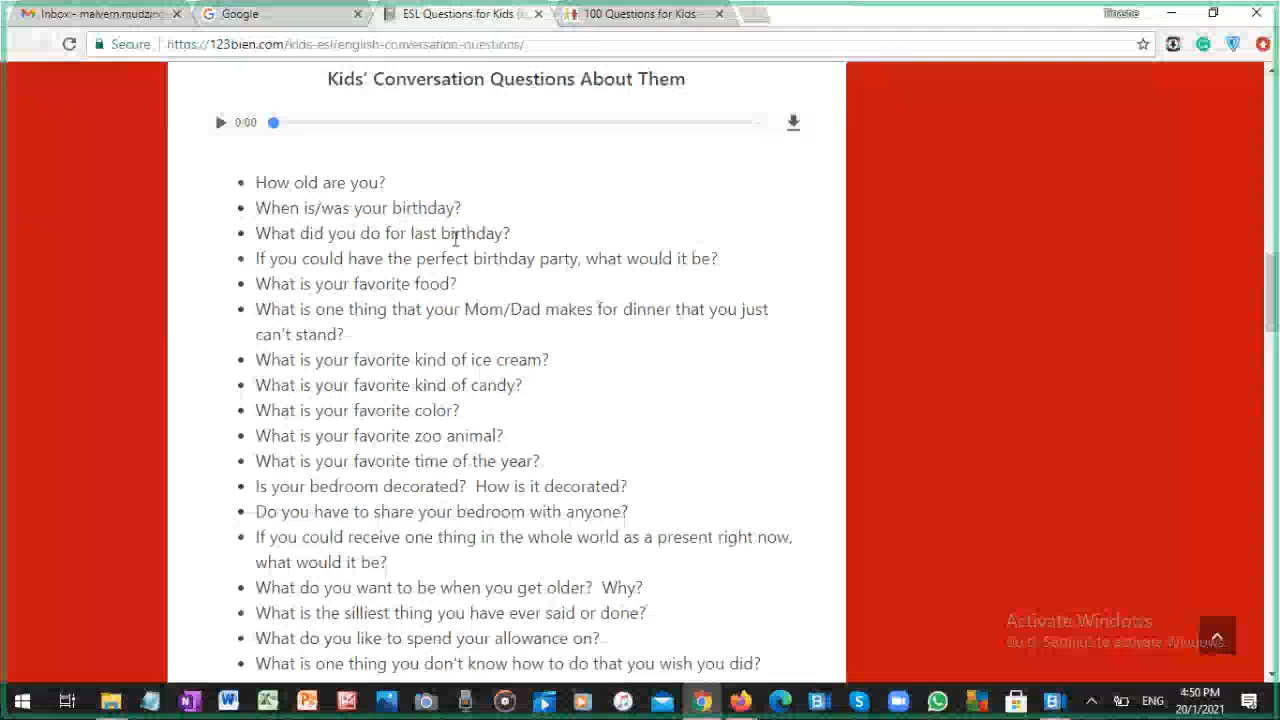 Inbox - malvern.mudzing
Google
ESL Questions for Kids
100 Questions for Kids
Tinashe
Secure
https://123bien.com/kids-esl/english-conversation-questions/
Kids' Conversation Questions About Them
0:00
How old are you?
When is/was your birthday?
What did you do for last birthday?
If you could have the perfect birthday party, what would it be?
What is your favorite food?
What is one thing that your Mom/Dad makes for dinner that you just
can't stand?
What is your favorite kind of ice cream?
What is your favorite kind of candy?
What is your favorite color?
What is your favorite zoo animal?
What is your favorite time of the year?
Is your bedroom decorated?  How is it decorated?
Do you have to share your bedroom with anyone?
If you could receive one thing in the whole world as a present right now,
what would it be?
What do you want to be when you get older?  Why?
What is the silliest thing you have ever said or done?
Activate Windows
Go to Settings to activate Windows.
What do you like to spend your allowance on?
What is one thing you don't know how to do that you wish you did?
ENG
4:50 PM
20/1/2021